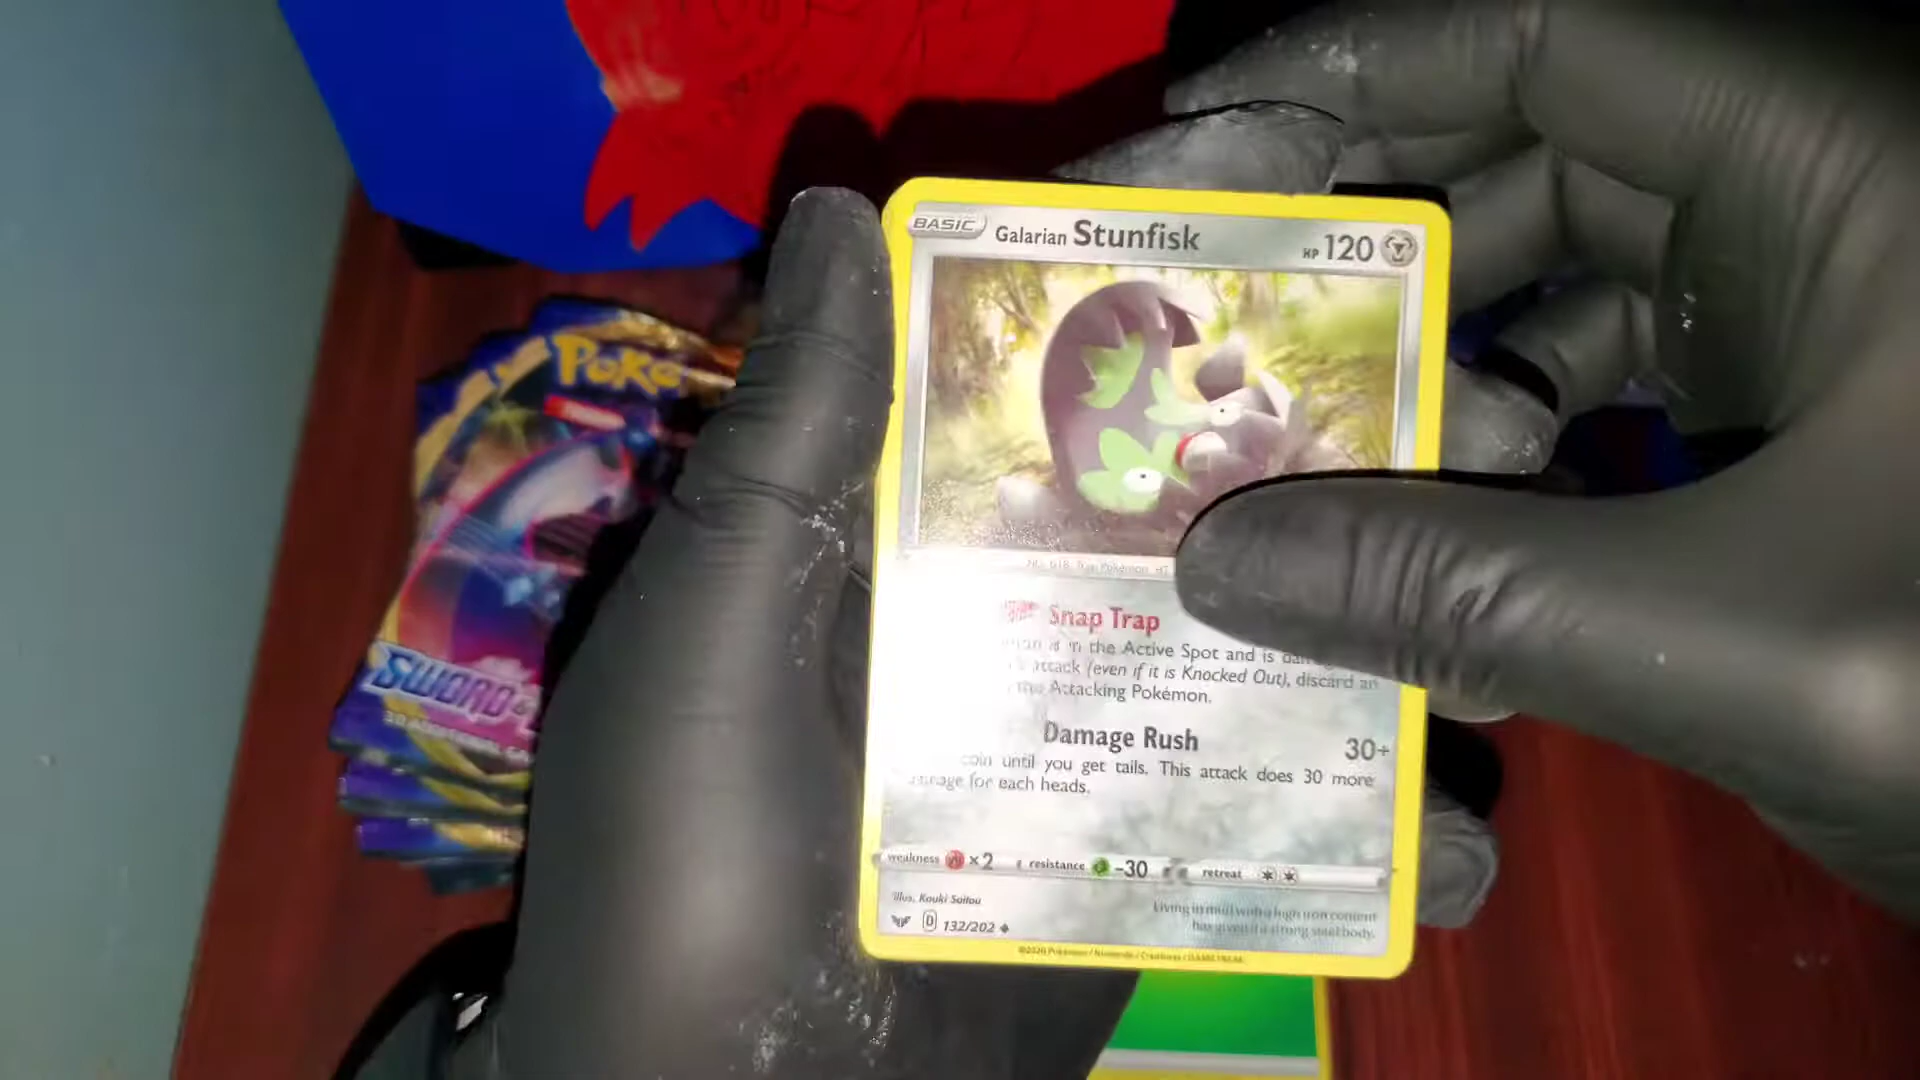 BASIC Galarian Stunfisk HP 120
Poké
Snap Trap
in the Active Spot and is
attack (even if it is Knocked Out), discard an
the Attacking Pokémon.
Damage Rush 30+
coin until you get tails. This attack does 30 more
for each heads.
SWORD &
weakness ×2 resistance -30 retreat
Illus. Kouki Saitou
D 132/202
Living in mud with a high iron content
has given it a strong steel body.
©2020 Pokémon / Nintendo / Creatures / GAME FREAK